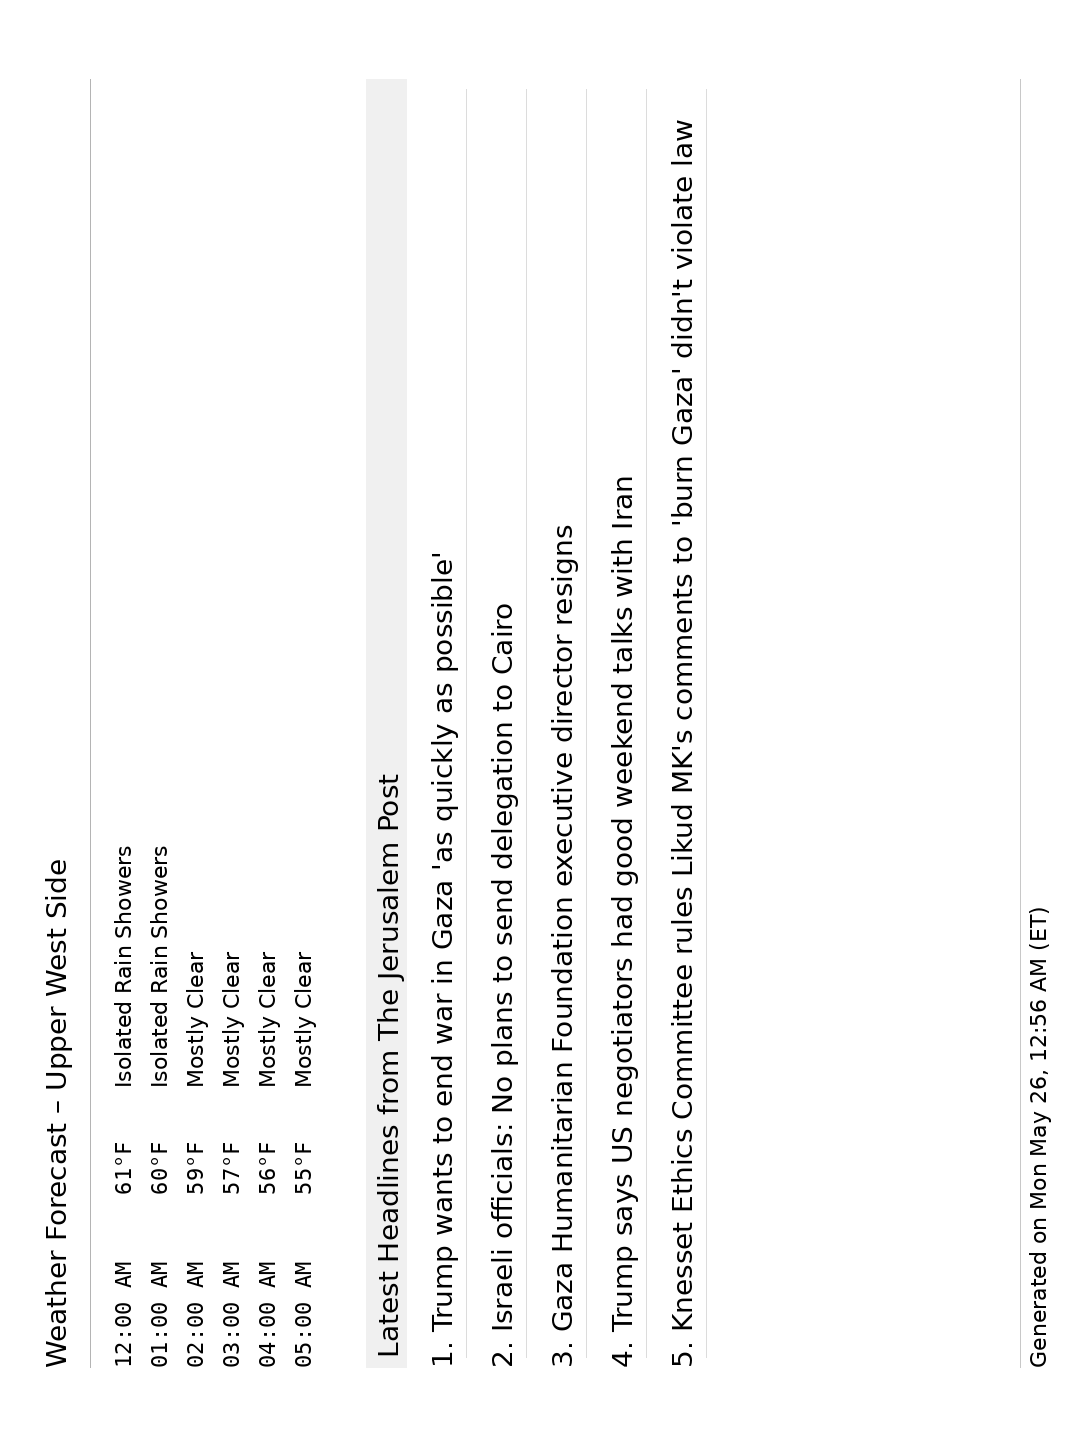 Weather Forecast – Upper West Side
12:00 AM 61°F Isolated Rain Showers
01:00 AM 60°F Isolated Rain Showers
02:00 AM 59°F Mostly Clear
03:00 AM 57°F Mostly Clear
04:00 AM 56°F Mostly Clear
05:00 AM 55°F Mostly Clear
Latest Headlines from The Jerusalem Post
1. Trump wants to end war in Gaza 'as quickly as possible'
2. Israeli officials: No plans to send delegation to Cairo
3. Gaza Humanitarian Foundation executive director resigns
4. Trump says US negotiators had good weekend talks with Iran
5. Knesset Ethics Committee rules Likud MK's comments to 'burn Gaza' didn't violate law
Generated on Mon May 26, 12:56 AM (ET)